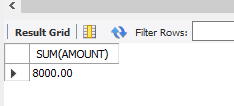 Result Grid Filter Rows:
SUM(AMOUNT)
8000.00